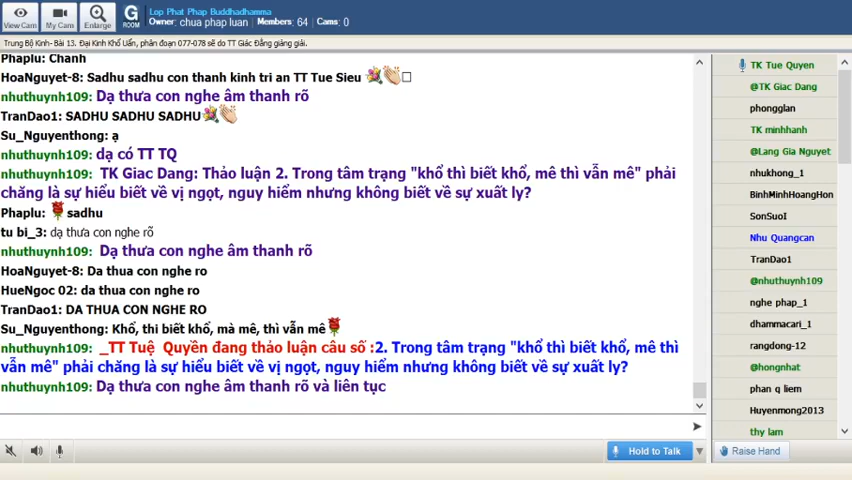 Lop Phat Phap Buddhadhamma
Owner: chua phap luan Members: 64 Cams: 0
View Cam
My Cam
Enlarge
G
ROOM
Trung Bộ Kinh- Bài 13. Đại Kinh Khổ Uẩn, phân đoạn 077-078 sẽ do TT Giác Đẳng giảng giải.
Phaplu: Chanh
HoaNguyet-8: Sadhu sadhu con thanh kinh tri an TT Tue Sieu
nhuthuynh109: Dạ thưa con nghe âm thanh rõ
TranDao1: SADHU SADHU SADHU
Su_Nguyenthong: ạ
nhuthuynh109: dạ có TT TQ
nhuthuynh109: TK Giac Dang: Thảo luận 2. Trong tâm trạng "khổ thì biết khổ, mê thì vẫn mê" phải
chăng là sự hiểu biết về vị ngọt, nguy hiểm nhưng không biết về sự xuất ly?
Phaplu: sadhu
tu bi_3: dạ thưa con nghe rõ
nhuthuynh109: Dạ thưa con nghe âm thanh rõ
HoaNguyet-8: Da thua con nghe ro
HueNgoc 02: da thua con nghe ro
TranDao1: DA THUA CON NGHE RO
Su_Nguyenthong: Khổ, thi biết khổ, mà mê, thì vẫn mê
nhuthuynh109: _TT Tuệ Quyền đang thảo luận câu số :2. Trong tâm trạng "khổ thì biết khổ, mê thì
vẫn mê" phải chăng là sự hiểu biết về vị ngọt, nguy hiểm nhưng không biết về sự xuất ly?
nhuthuynh109: Dạ thưa con nghe âm thanh rõ và liên tục
TK Tue Quyen
@TK Giac Dang
phongglan
TK minhhanh
@Lang Gia Nguyet
nhukhong_1
BinhMinhHoangHon
SonSuoI
Nhu Quangcan
TranDao1
@nhuthuynh109
nghe phap_1
dhammacari_1
rangdong-12
@hongnhat
phan q liem
Huyenmong2013
thy lam
Hold to Talk
Raise Hand